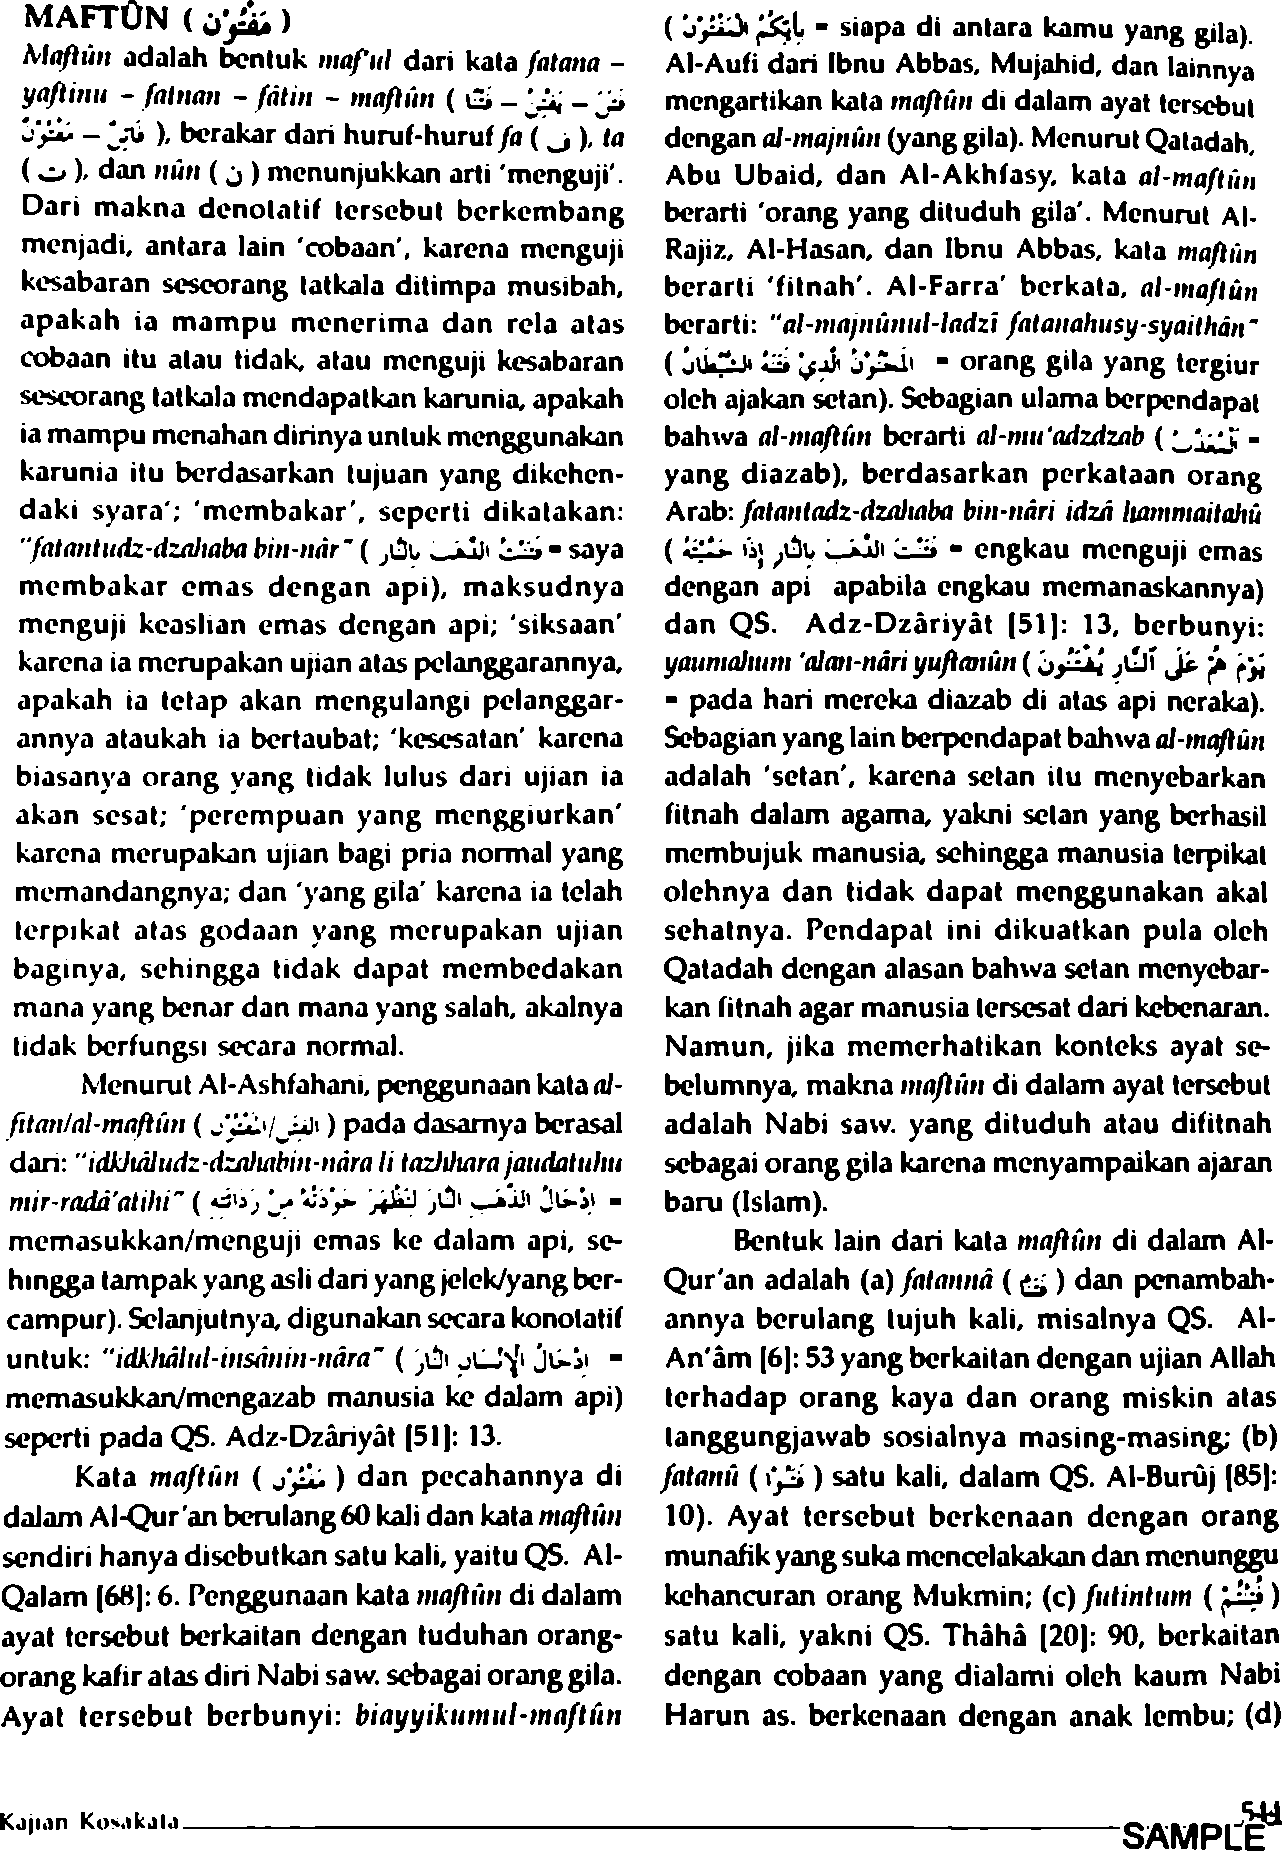 MAFTÛN ( مَفْتُوْن )
Maftûn adalah bentuk maf'ul dari kata fatana –
yaftinu – fatnan – fâtin – maftûn ( فَتَنَ – يَفْتِنُ – فَتْنًا
فَاتِنٌ – مَفْتُوْنٌ ), berakar dari huruf-huruf fa ( ف ), ta
( ت ), dan nûn ( ن ) menunjukkan arti 'menguji'.
Dari makna denotatif tersebut berkembang
menjadi, antara lain 'cobaan', karena menguji
kesabaran seseorang tatkala ditimpa musibah,
apakah ia mampu menerima dan rela atas
cobaan itu atau tidak, atau menguji kesabaran
seseorang tatkala mendapatkan karunia, apakah
ia mampu menahan dirinya untuk menggunakan
karunia itu berdasarkan tujuan yang dikehen-
daki syara'; 'membakar', seperti dikatakan:
"fatantudz-dzahaba bin-nâr" ( فَتَنْتُ الذَّهَبَ بِالنَّارِ = saya
membakar emas dengan api), maksudnya
menguji keaslian emas dengan api; 'siksaan'
karena ia merupakan ujian atas pelanggarannya,
apakah ia tetap akan mengulangi pelanggar-
annya ataukah ia bertaubat; 'kesesatan' karena
biasanya orang yang tidak lulus dari ujian ia
akan sesat; 'perempuan yang menggiurkan'
karena merupakan ujian bagi pria normal yang
memandangnya; dan 'yang gila' karena ia telah
terpikat atas godaan yang merupakan ujian
baginya, sehingga tidak dapat membedakan
mana yang benar dan mana yang salah, akalnya
tidak berfungsi secara normal.
Menurut Al-Ashfahani, penggunaan kata al-
fitan/al-maftûn ( الفِتَن/المَفْتُوْن ) pada dasarnya berasal
dari: "idkhâludz-dzahabin-nâra li tazhhara jaudatuhu
mir-radâ'atihi" ( إِدْخَالُ الذَّهَبِ النَّارَ لِتَظْهَرَ جَوْدَتُهُ مِنْ رَدَائَتِهِ =
memasukkan/menguji emas ke dalam api, se-
hingga tampak yang asli dari yang jelek/yang ber-
campur). Selanjutnya, digunakan secara konotatif
untuk: "idkhâlul-insânin-nâra" ( إِدْخَالُ الإِنْسَانِ النَّارَ =
memasukkan/mengazab manusia ke dalam api)
seperti pada QS. Adz-Dzâriyât [51]: 13.
Kata maftûn ( مَفْتُوْن ) dan pecahannya di
dalam Al-Qur'an berulang 60 kali dan kata maftûn
sendiri hanya disebutkan satu kali, yaitu QS. Al-
Qalam [68]: 6. Penggunaan kata maftûn di dalam
ayat tersebut berkaitan dengan tuduhan orang-
orang kafir atas diri Nabi saw. sebagai orang gila.
Ayat tersebut berbunyi: biayyikumul-maftûn
( بِأَيِّكُمُ الْمَفْتُوْنُ = siapa di antara kamu yang gila).
Al-Aufi dari Ibnu Abbas, Mujahid, dan lainnya
mengartikan kata maftûn di dalam ayat tersebut
dengan al-majnûn (yang gila). Menurut Qatadah,
Abu Ubaid, dan Al-Akhfasy, kata al-maftûn
berarti 'orang yang dituduh gila'. Menurut Al-
Rajiz, Al-Hasan, dan Ibnu Abbas, kata maftûn
berarti 'fitnah'. Al-Farra' berkata, al-maftûn
berarti: "al-majnûnul-ladzî fatanahusy-syaithân"
( المَجْنُوْنُ الَّذِيْ فَتَنَهُ الشَّيْطَانُ = orang gila yang tergiur
oleh ajakan setan). Sebagian ulama berpendapat
bahwa al-maftûn berarti al-mu'adzdzab ( المُعَذَّب =
yang diazab), berdasarkan perkataan orang
Arab: fatantadz-dzahaba bin-nâri idzâ hammaitahû
( فَتَنْتَ الذَّهَبَ بِالنَّارِ إِذَا حَمَّيْتَهُ = engkau menguji emas
dengan api apabila engkau memanaskannya)
dan QS. Adz-Dzâriyât [51]: 13, berbunyi:
yaumahum 'alan-nâri yuftanûn ( يَوْمَ هُمْ عَلَى النَّارِ يُفْتَنُوْنَ
= pada hari mereka diazab di atas api neraka).
Sebagian yang lain berpendapat bahwa al-maftûn
adalah 'setan', karena setan itu menyebarkan
fitnah dalam agama, yakni setan yang berhasil
membujuk manusia, sehingga manusia terpikat
olehnya dan tidak dapat menggunakan akal
sehatnya. Pendapat ini dikuatkan pula oleh
Qatadah dengan alasan bahwa setan menyebar-
kan fitnah agar manusia tersesat dari kebenaran.
Namun, jika memerhatikan konteks ayat se-
belumnya, makna maftûn di dalam ayat tersebut
adalah Nabi saw. yang dituduh atau difitnah
sebagai orang gila karena menyampaikan ajaran
baru (Islam).
Bentuk lain dari kata maftûn di dalam Al-
Qur'an adalah (a) fatannâ ( فَتَنَّا ) dan penambah-
annya berulang tujuh kali, misalnya QS. Al-
An'âm [6]: 53 yang berkaitan dengan ujian Allah
terhadap orang kaya dan orang miskin atas
tanggungjawab sosialnya masing-masing; (b)
fatanû ( فَتَنُوْا ) satu kali, dalam QS. Al-Burûj [85]:
10). Ayat tersebut berkenaan dengan orang
munafik yang suka mencelakakan dan menunggu
kehancuran orang Mukmin; (c) futintum ( فُتِنْتُمْ )
satu kali, yakni QS. Thâhâ [20]: 90, berkaitan
dengan cobaan yang dialami oleh kaum Nabi
Harun as. berkenaan dengan anak lembu; (d)
Kajian Kosakata
SAMPLE